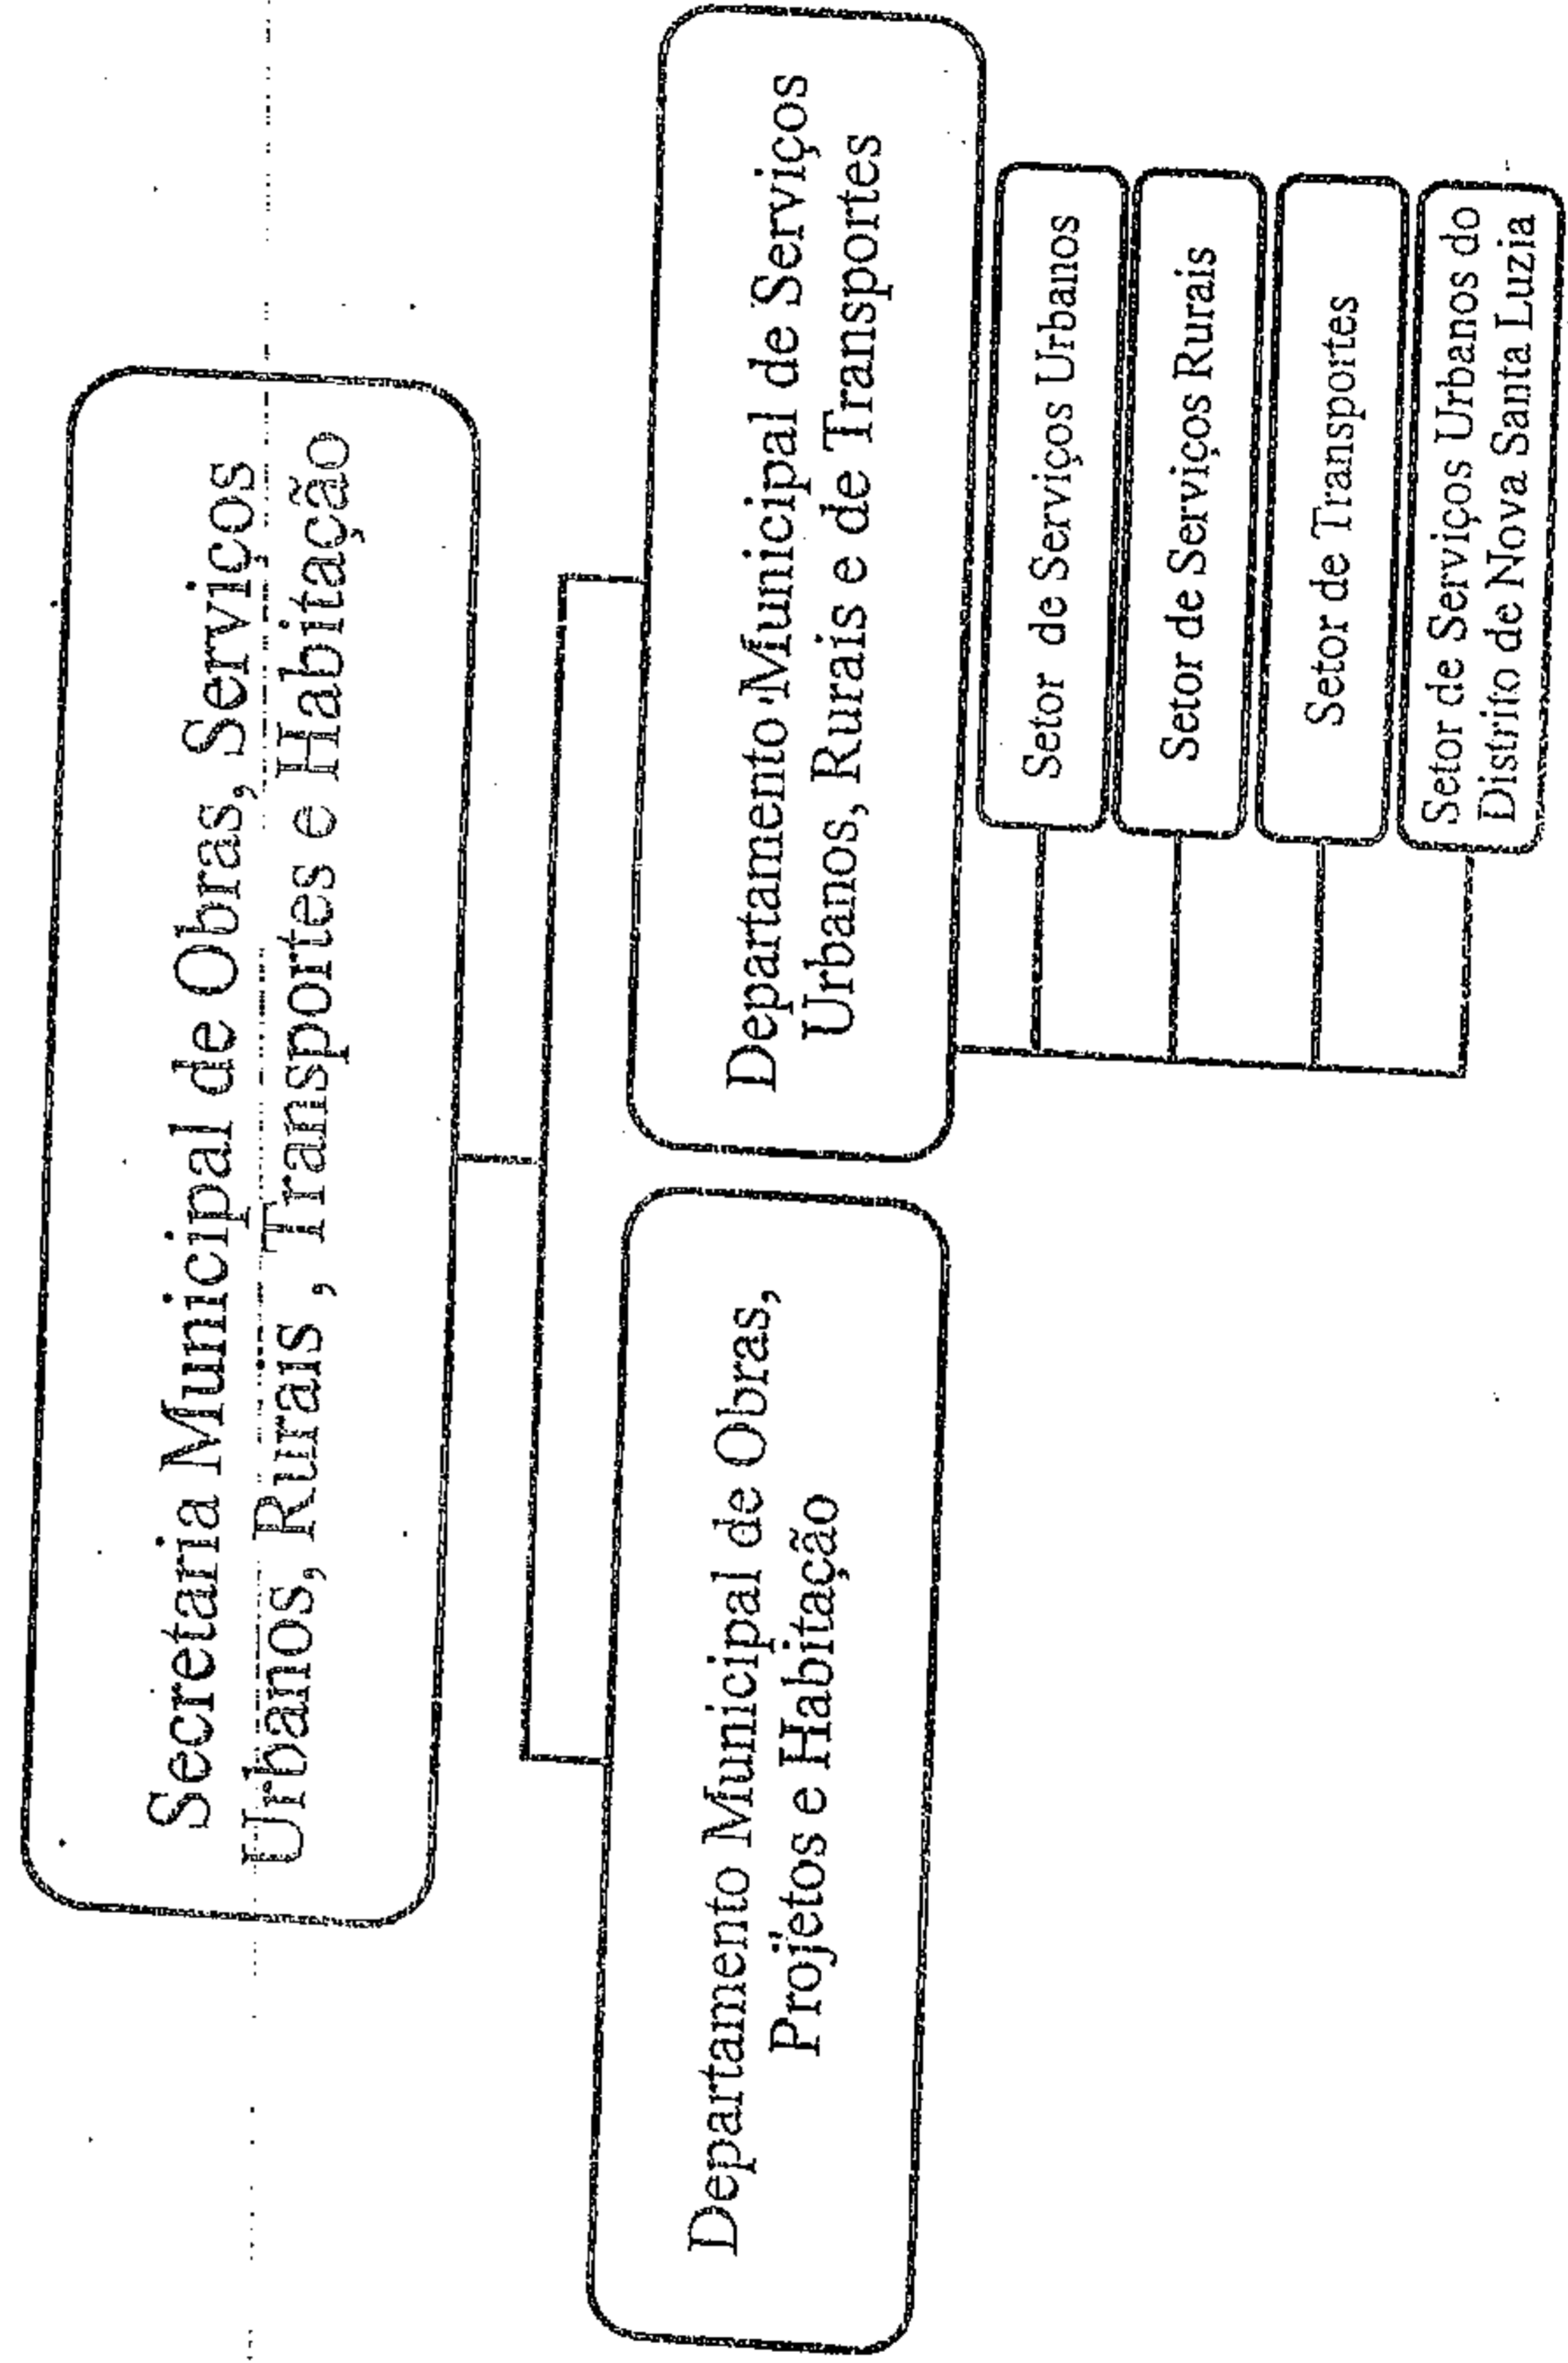 Secretaria Municipal de Obras, Serviços
Urbanos, Rurais , Transportes e Habitação
Departamento Municipal de Obras,
Projetos e Habitação
Departamento Municipal de Serviços
Urbanos, Rurais e de Transportes
Setor de Serviços Urbanos
Setor de Serviços Rurais
Setor de Transportes
Setor de Serviços Urbanos do
Distrito de Nova Santa Luzia